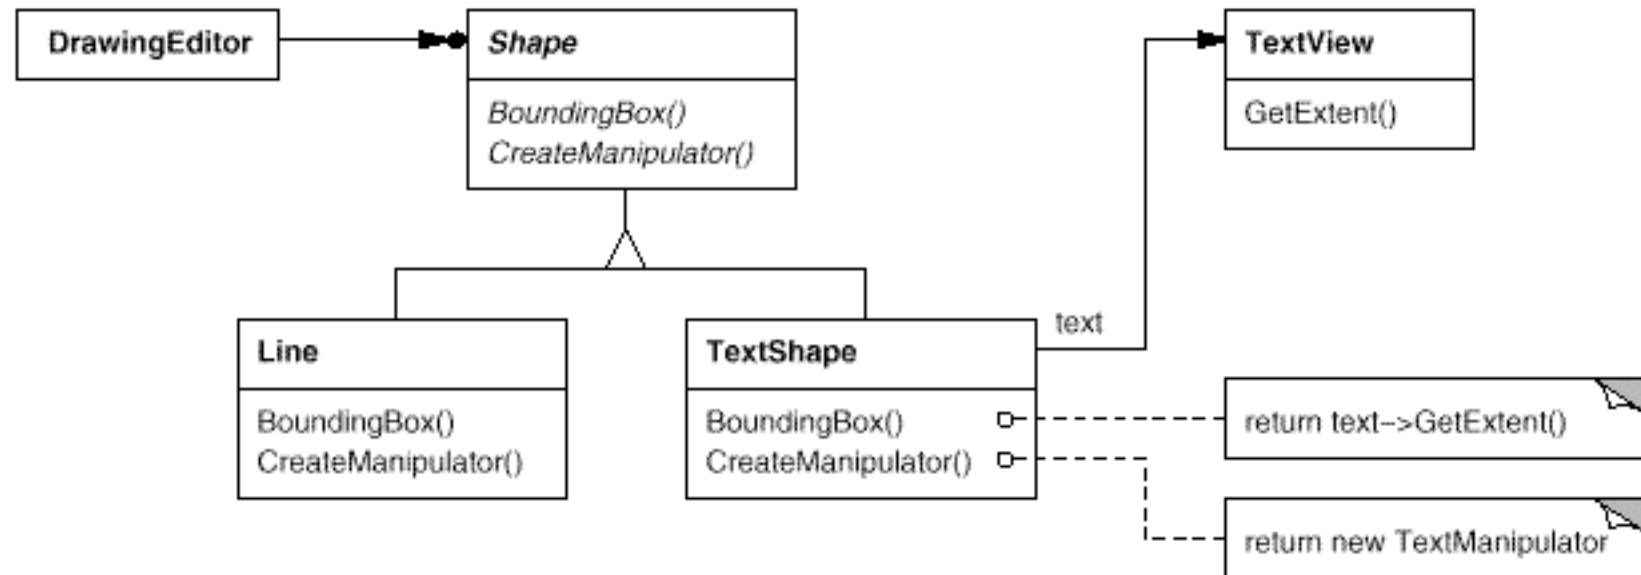 DrawingEditor
Shape
BoundingBox()
CreateManipulator()
TextView
GetExtent()
Line
BoundingBox()
CreateManipulator()
TextShape
BoundingBox()
CreateManipulator()
text
return text->GetExtent()
return new TextManipulator